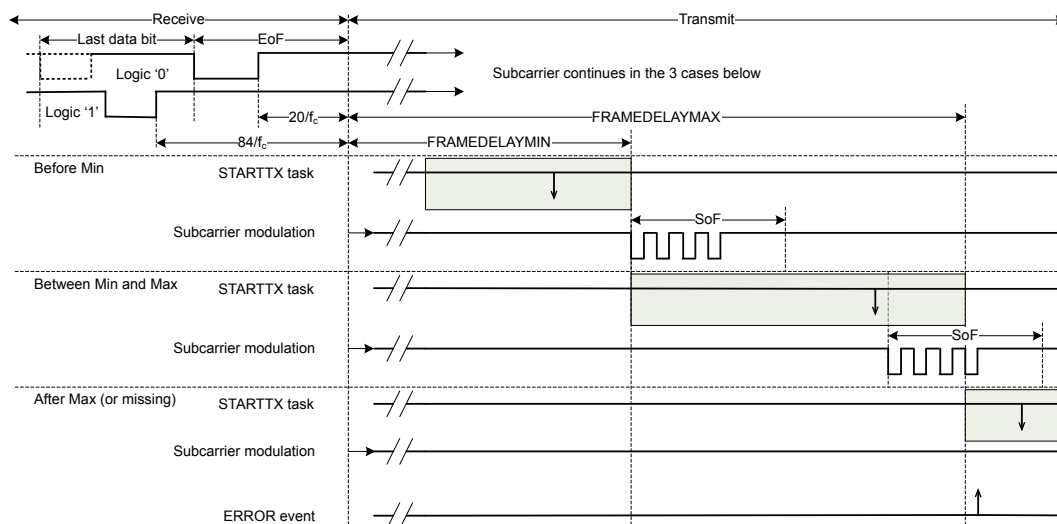 Receive
Transmit
Last data bit
EoF
Logic ‘0’
Subcarrier continues in the 3 cases below
Logic ‘1’
20/fc
FRAMEDELAYMAX
84/fc
FRAMEDELAYMIN
Before Min
STARTTX task
SoF
Subcarrier modulation
Between Min and Max
STARTTX task
SoF
Subcarrier modulation
After Max (or missing)
STARTTX task
Subcarrier modulation
ERROR event